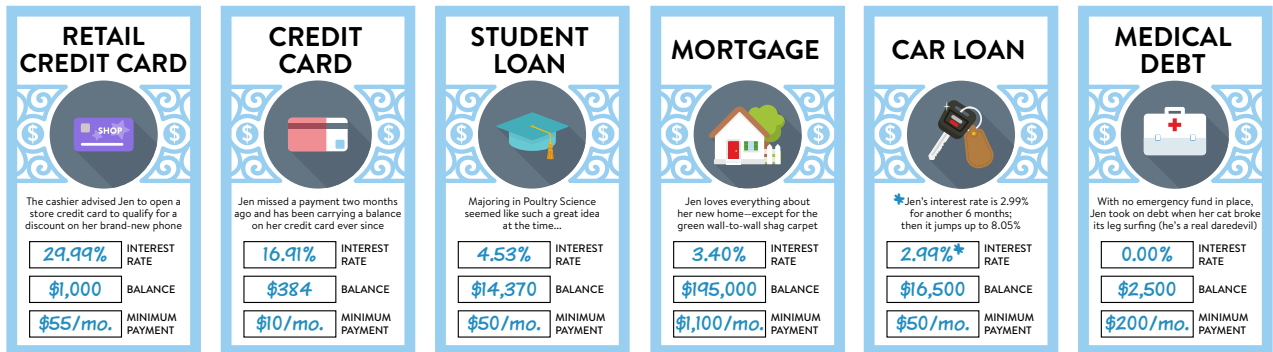 RETAIL
CREDIT CARD
SHOP
$ $
The cashier advised Jen to open a
store credit card to qualify for a
discount on her brand-new phone
29.99% INTEREST
RATE
$1,000 BALANCE
$55/mo. MINIMUM
PAYMENT
CREDIT
CARD
$ $
Jen missed a payment two months
ago and has been carrying a balance
on her credit card ever since
16.91% INTEREST
RATE
$384 BALANCE
$10/mo. MINIMUM
PAYMENT
STUDENT
LOAN
$ $
Majoring in Poultry Science
seemed like such a great idea
at the time...
4.53% INTEREST
RATE
$14,370 BALANCE
$50/mo. MINIMUM
PAYMENT
MORTGAGE
$ $
Jen loves everything about
her new home—except for the
green wall-to-wall shag carpet
3.40% INTEREST
RATE
$195,000 BALANCE
$1,100/mo. MINIMUM
PAYMENT
CAR LOAN
$ $
*Jen's interest rate is 2.99%
for another 6 months;
then it jumps up to 8.05%
2.99%* INTEREST
RATE
$16,500 BALANCE
$50/mo. MINIMUM
PAYMENT
MEDICAL
DEBT
$ $
With no emergency fund in place,
Jen took on debt when her cat broke
its leg surfing (he's a real daredevil)
0.00% INTEREST
RATE
$2,500 BALANCE
$200/mo. MINIMUM
PAYMENT